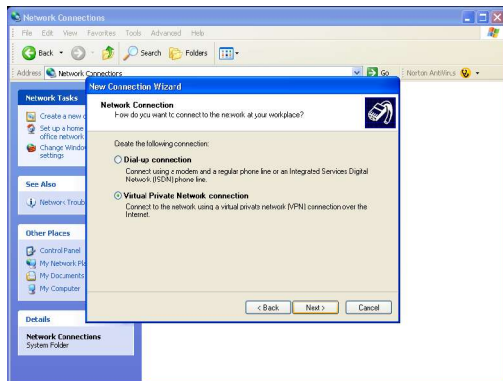 Network Connections
File Edit View Favorites Tools Advanced Help
Back Search Folders
Address Network Connections Go Norton AntiVirus
New Connection Wizard
Network Connection
How do you want to connect to the network at your workplace?
Create the following connection:
Dial-up connection
Connect using a modem and a regular phone line or an Integrated Services Digital
Network (ISDN) phone line.
Virtual Private Network connection
Connect to the network using a virtual private network (VPN) connection over the
Internet.
< Back Next > Cancel
Network Tasks
Create a new
Set up a home
office network
Change Window
settings
See Also
Network Troub
Other Places
Control Panel
My Network Pla
My Documents
My Computer
Details
Network Connections
System Folder